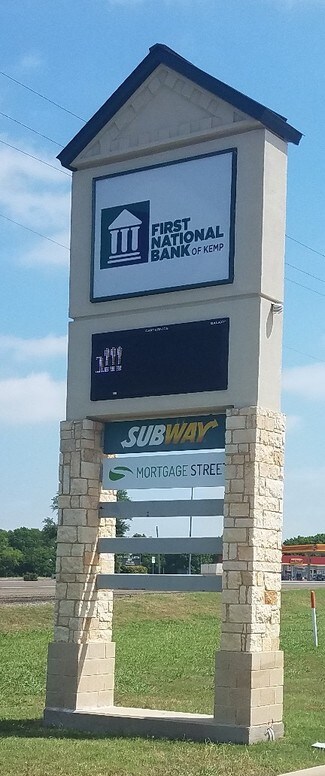 FIRST
NATIONAL
BANK OF KEMP
SUBWAY
MORTGAGE STREET